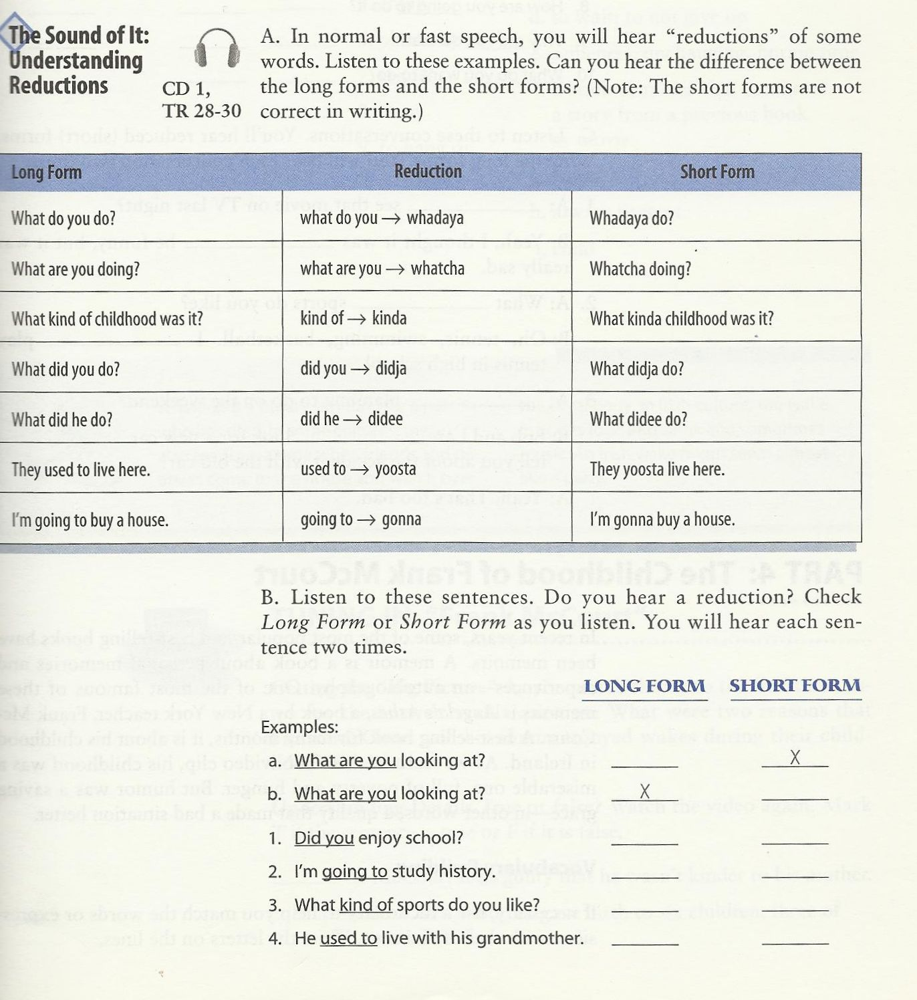 The Sound of It:
Understanding
Reductions
CD 1,
TR 28-30
A. In normal or fast speech, you will hear “reductions” of some
words. Listen to these examples. Can you hear the difference between
the long forms and the short forms? (Note: The short forms are not
correct in writing.)
Long Form Reduction Short Form
What do you do? what do you → whadaya Whadaya do?
What are you doing? what are you → whatcha Whatcha doing?
What kind of childhood was it? kind of → kinda What kinda childhood was it?
What did you do? did you → didja What didja do?
What did he do? did he → didee What didee do?
They used to live here. used to → yoosta They yoosta live here.
I'm going to buy a house. going to → gonna I'm gonna buy a house.
B. Listen to these sentences. Do you hear a reduction? Check
Long Form or Short Form as you listen. You will hear each sen-
tence two times.
LONG FORM SHORT FORM
Examples:
a. What are you looking at? X
b. What are you looking at? X
1. Did you enjoy school?
2. I'm going to study history.
3. What kind of sports do you like?
4. He used to live with his grandmother.